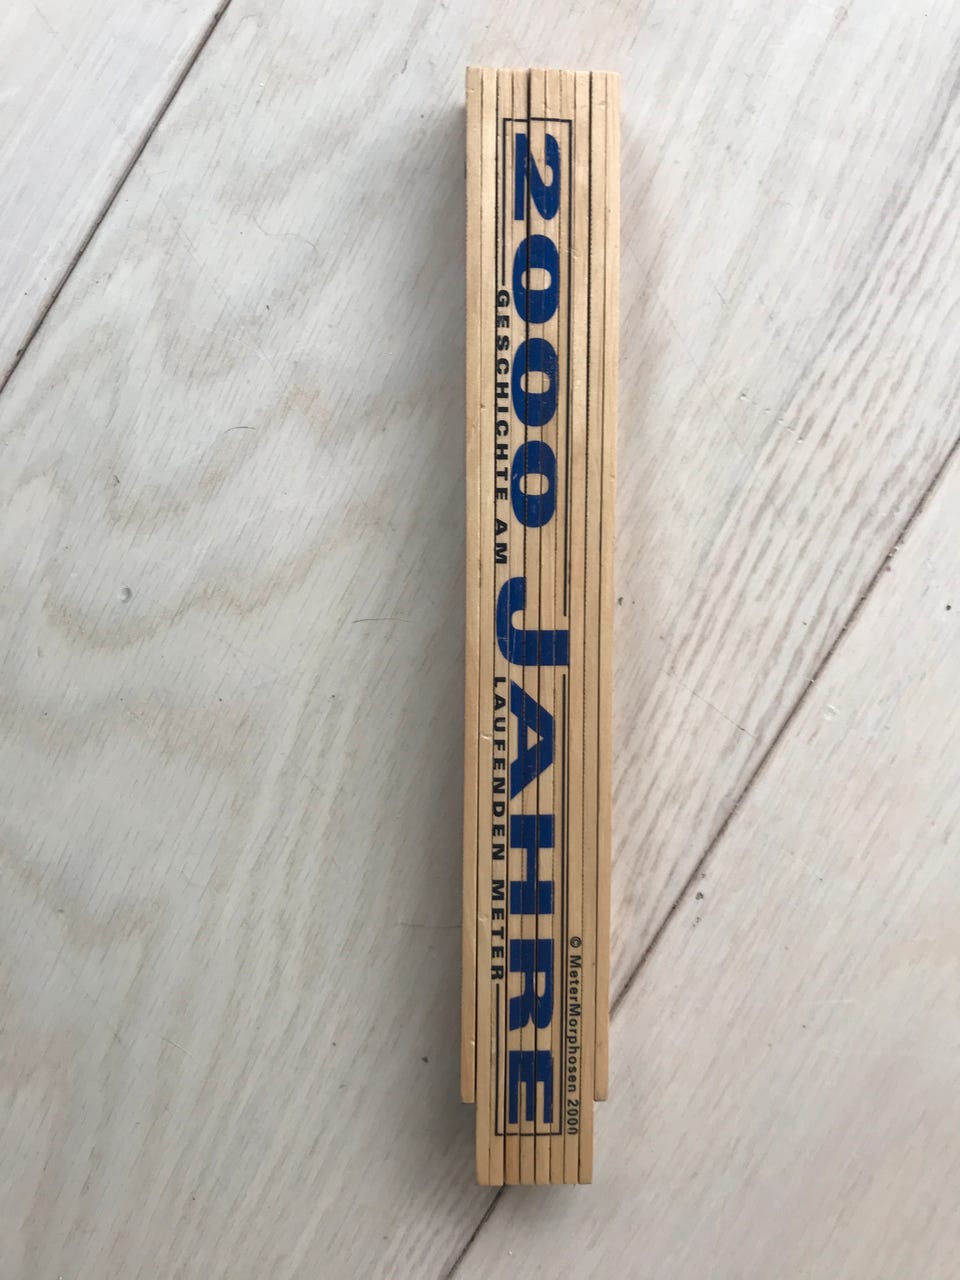 © MeterMorphosen 2000
2000 JAHRE
GESCHICHTE AM LAUFENDEN METER